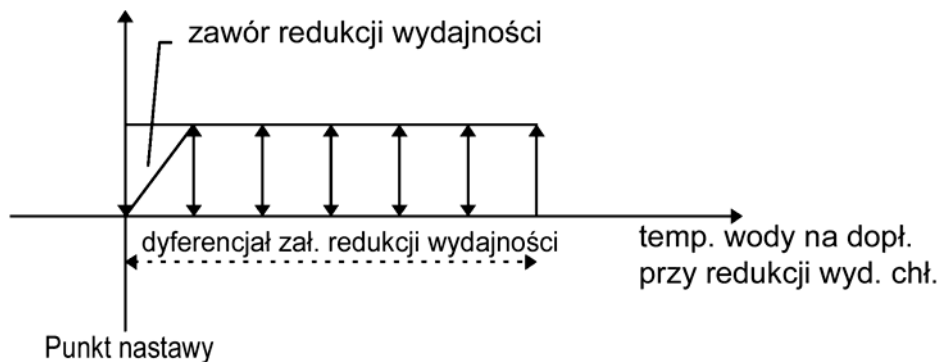 zawór redukcji wydajności
dyferencjał zał. redukcji wydajności
temp. wody na dopł.
przy redukcji wyd. chł.
Punkt nastawy